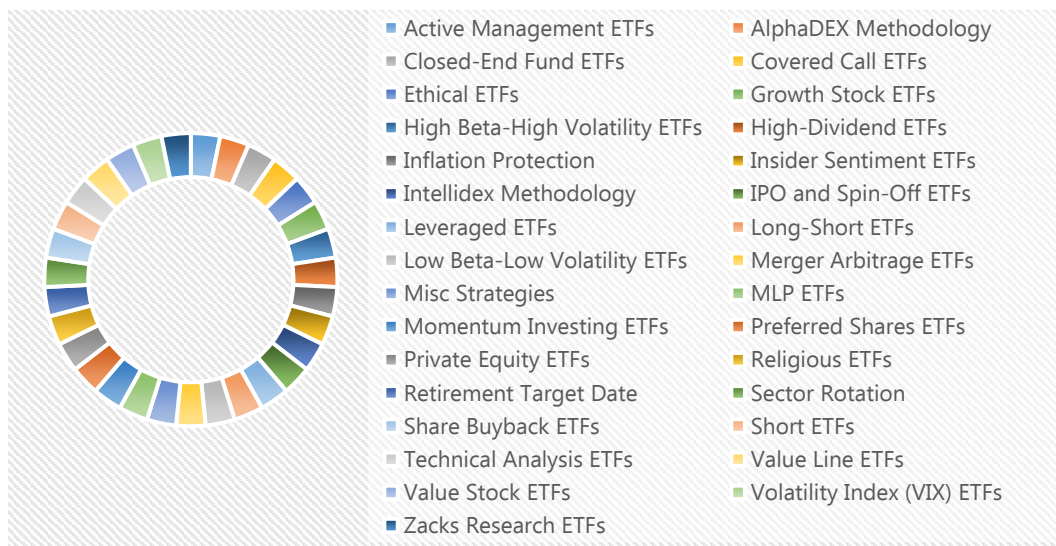 Active Management ETFs AlphaDEX Methodology
Closed-End Fund ETFs Covered Call ETFs
Ethical ETFs Growth Stock ETFs
High Beta-High Volatility ETFs High-Dividend ETFs
Inflation Protection Insider Sentiment ETFs
Intellidex Methodology IPO and Spin-Off ETFs
Leveraged ETFs Long-Short ETFs
Low Beta-Low Volatility ETFs Merger Arbitrage ETFs
Misc Strategies MLP ETFs
Momentum Investing ETFs Preferred Shares ETFs
Private Equity ETFs Religious ETFs
Retirement Target Date Sector Rotation
Share Buyback ETFs Short ETFs
Technical Analysis ETFs Value Line ETFs
Value Stock ETFs Volatility Index (VIX) ETFs
Zacks Research ETFs